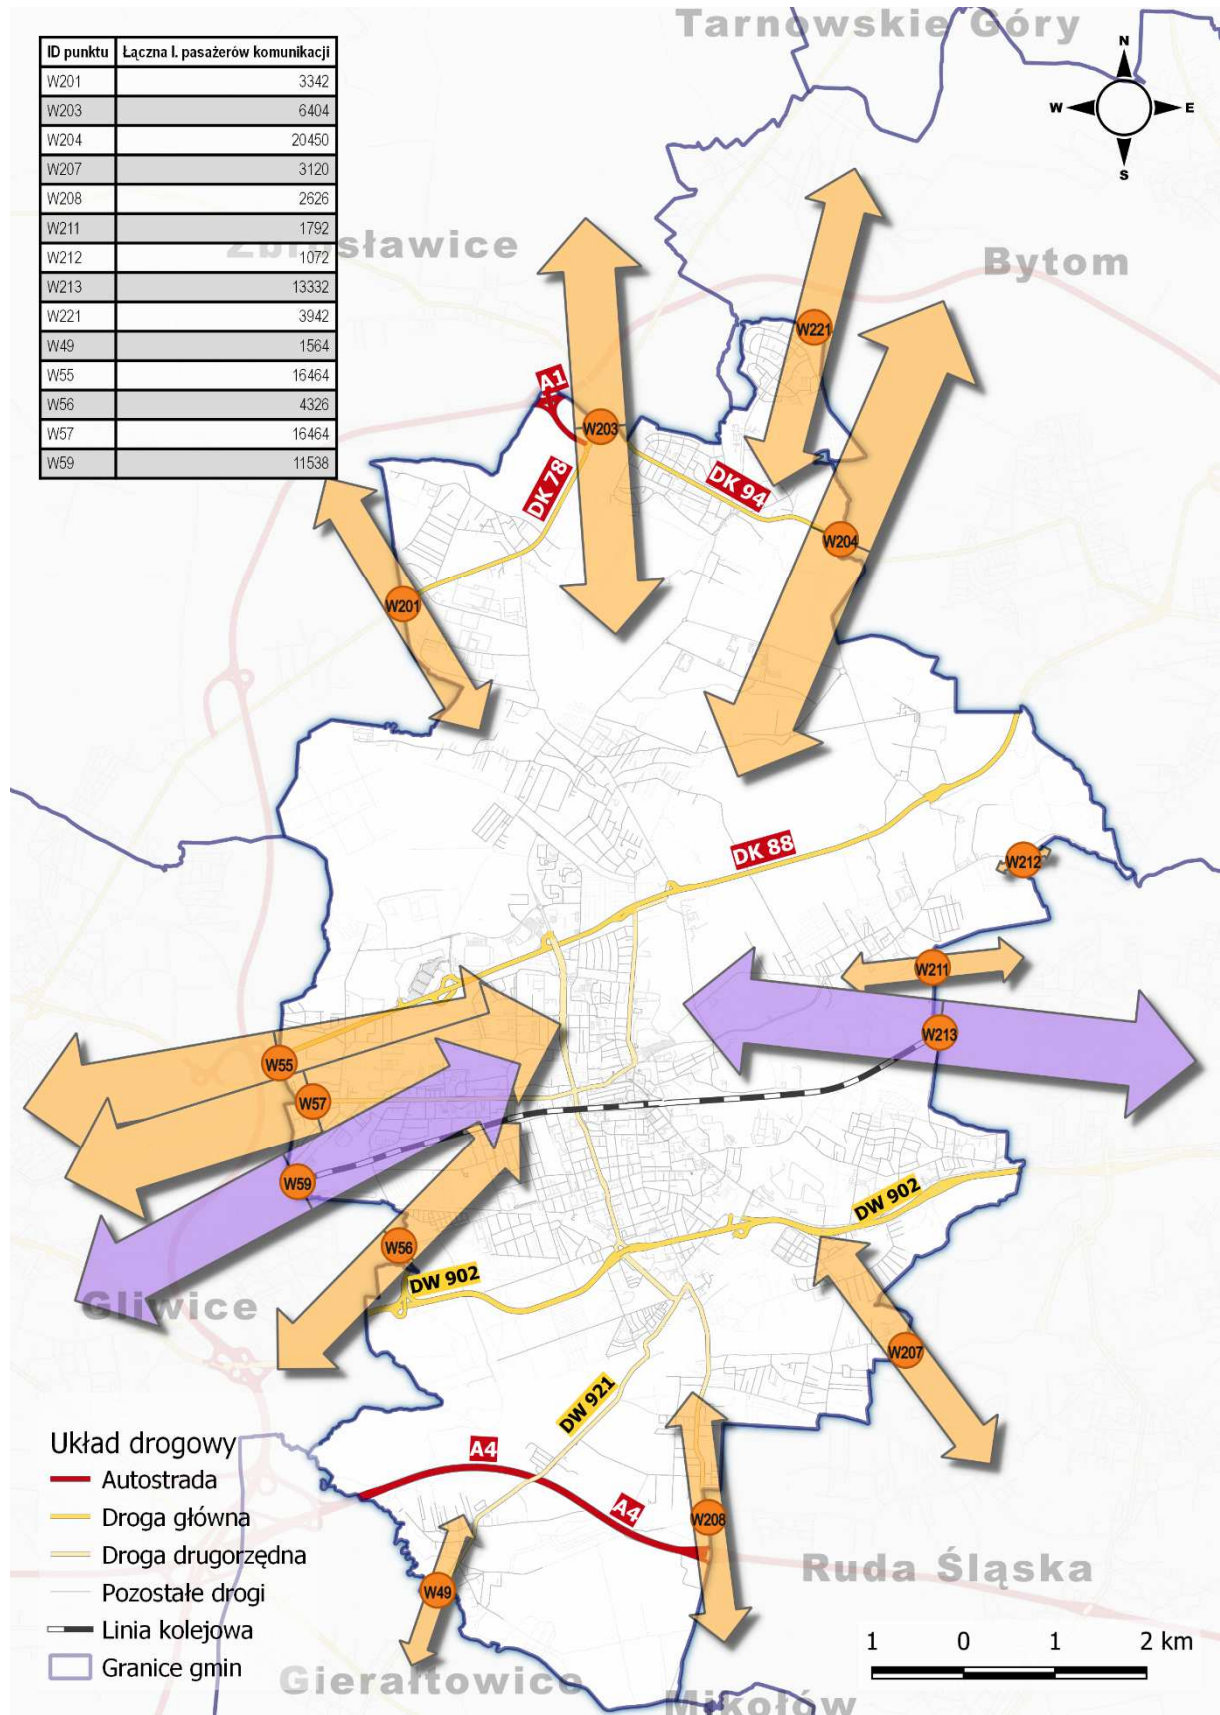 Tarnowskie Góry
ID punktu Łączna l. pasażerów komunikacji
W201 3342
W203 6404
W204 20450
W207 3120
W208 2626
W211 1792
W212 1072
W213 13332
W221 3942
W49 1564
W55 16464
W56 4326
W57 16464
W59 11538
N
W E
S
Zbrosławice
Bytom
W221
A1
W203
DK 78
DK 94
W204
W201
DK 88
W212
W211
W213
W55
W57
W59
W56
DW 902
DW 902
Gliwice
W207
DW 921
A4
A4
W208
W49
Układ drogowy
Autostrada
Droga główna
Droga drugorzędna
Pozostałe drogi
Linia kolejowa
Granice gmin
Ruda Śląska
Gierałtowice
Mikołów
1 0 1 2 km